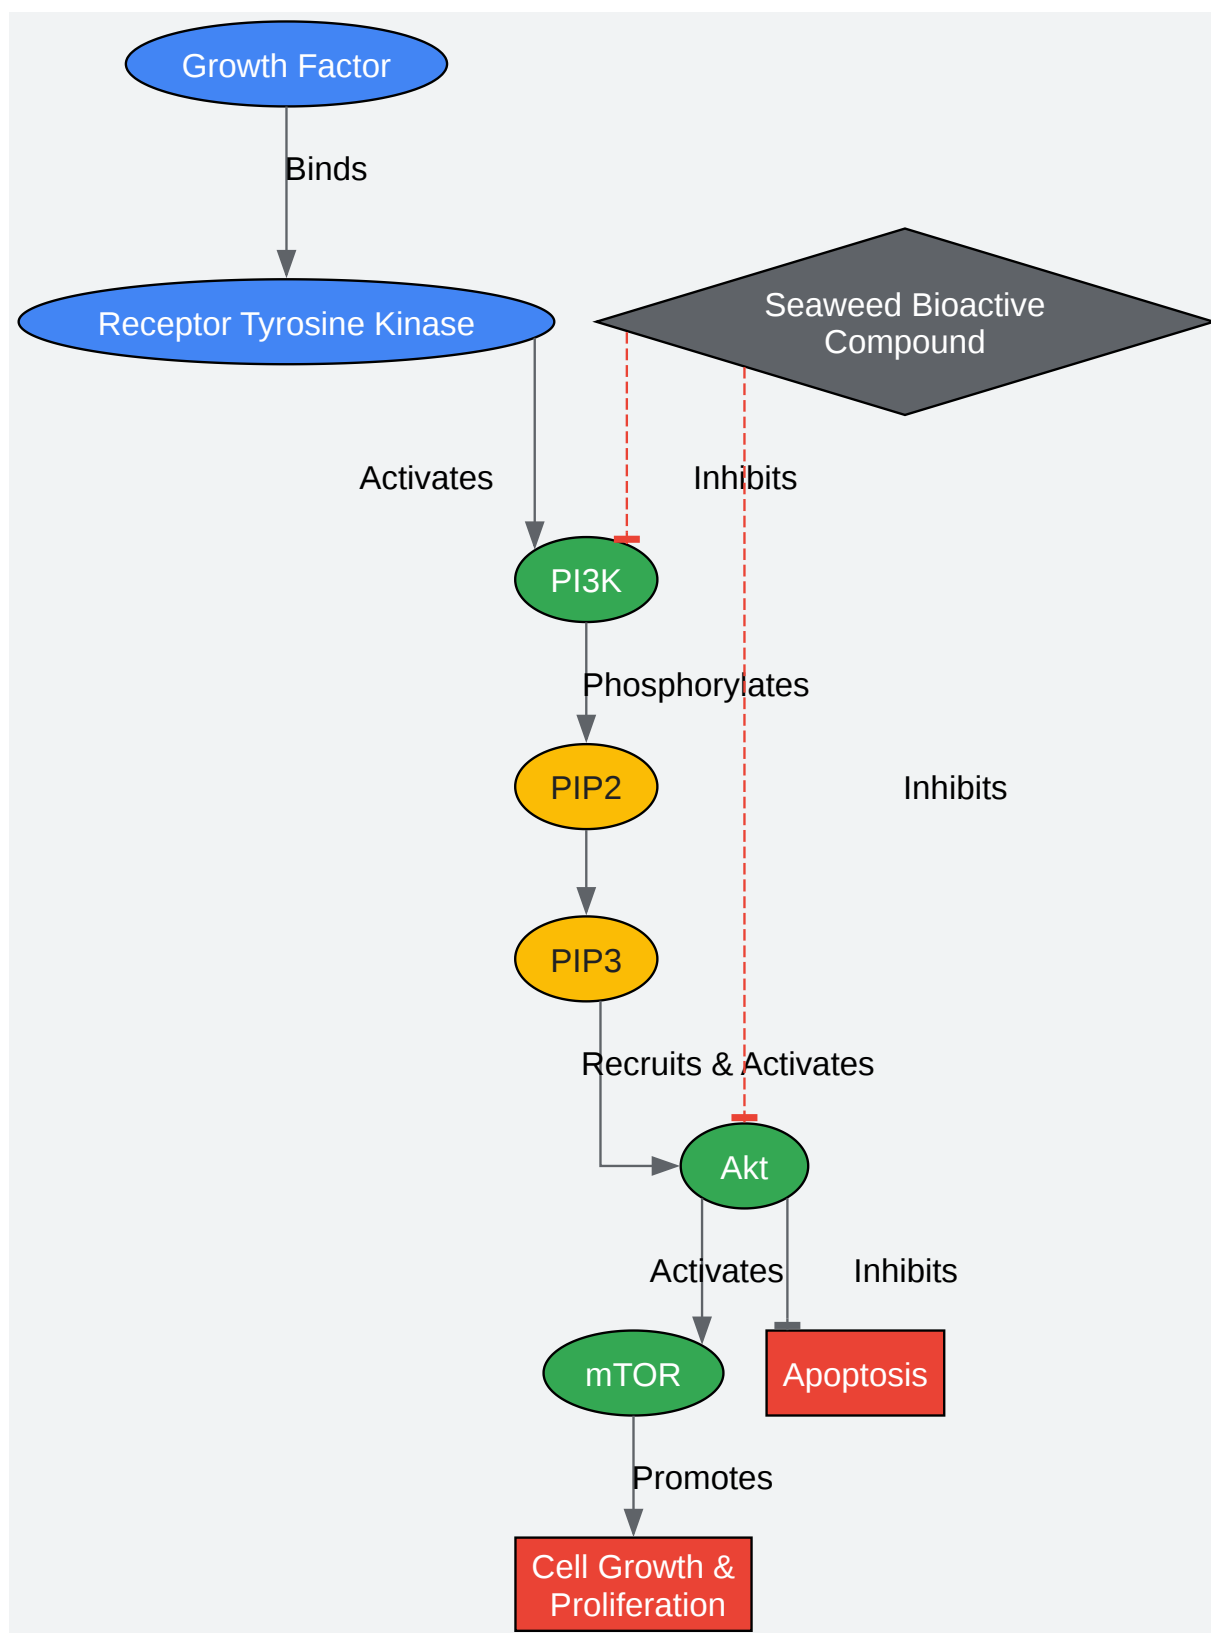 Growth Factor
Binds
Receptor Tyrosine Kinase
Seaweed Bioactive
Compound
Activates
Inhibits
PI3K
Phosphorylates
PIP2
Inhibits
PIP3
Recruits & Activates
Akt
Activates
Inhibits
mTOR
Apoptosis
Promotes
Cell Growth &
Proliferation